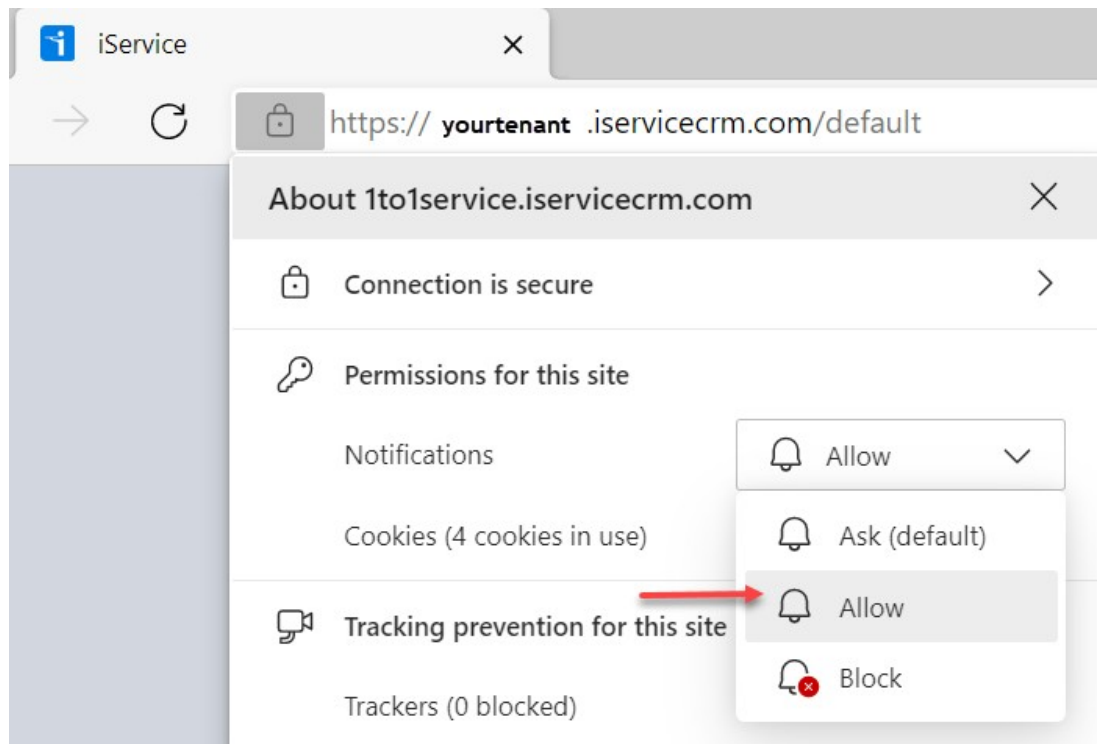 iService
https:// yourtenant .iservicecrm.com/default
About 1to1service.iservicecrm.com
Connection is secure
Permissions for this site
Notifications
Allow
Cookies (4 cookies in use)
Ask (default)
Allow
Tracking prevention for this site
Block
Trackers (0 blocked)